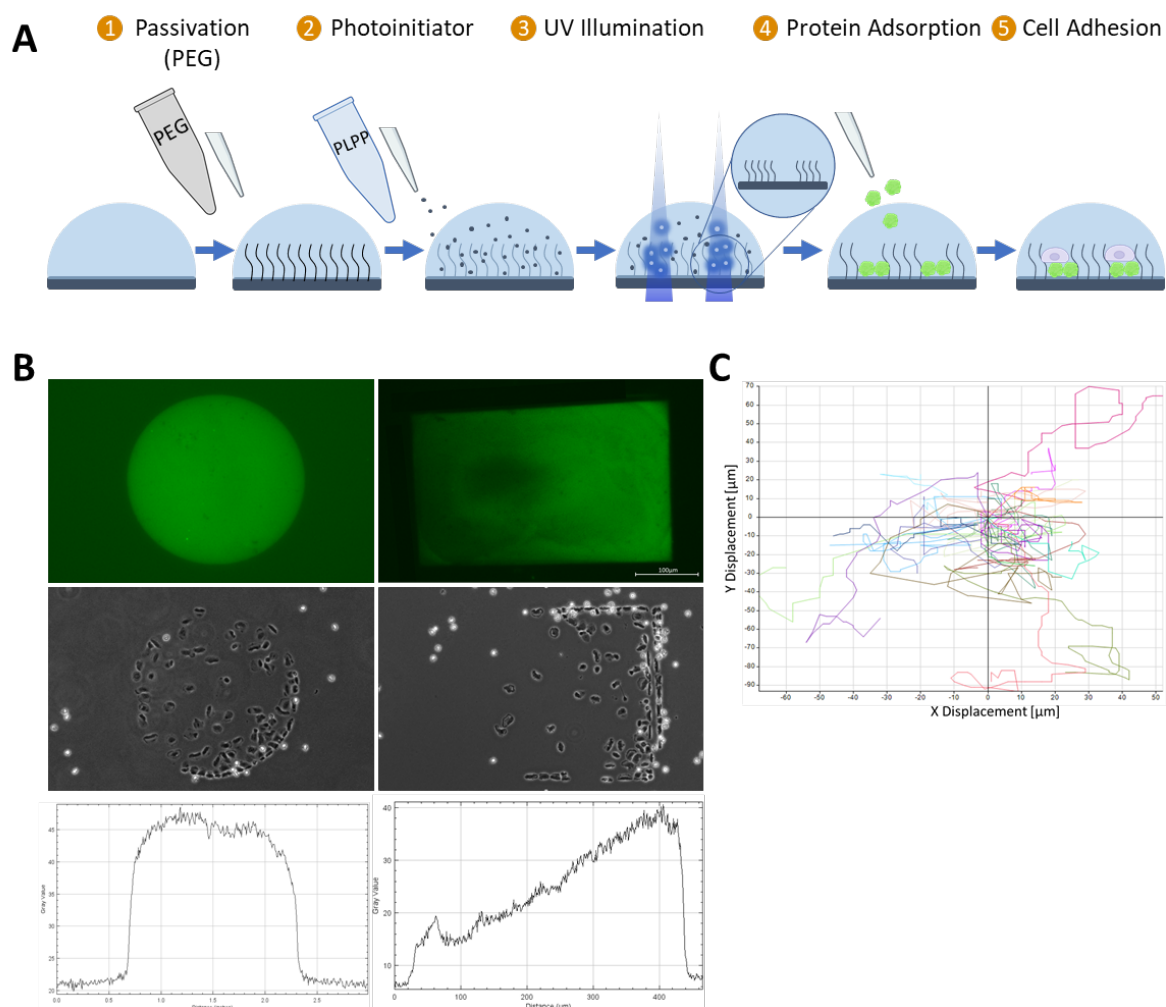 A
1 Passivation
(PEG)
2 Photoinitiator
3 UV Illumination
4 Protein Adsorption
5 Cell Adhesion
PEG
PLPP
B
100μm
Gray Value
45
40
35
30
25
20
0.0 0.5 1.0 1.5 2.0 2.5
Gray Value
40
30
20
10
0 100 200 300 400
Distance (μm)
C
Y Displacement [μm]
70
60
50
40
30
20
10
0
-10
-20
-30
-40
-50
-60
-70
-80
-90
-60 -50 -40 -30 -20 -10 0 10 20 30 40 50
X Displacement [μm]